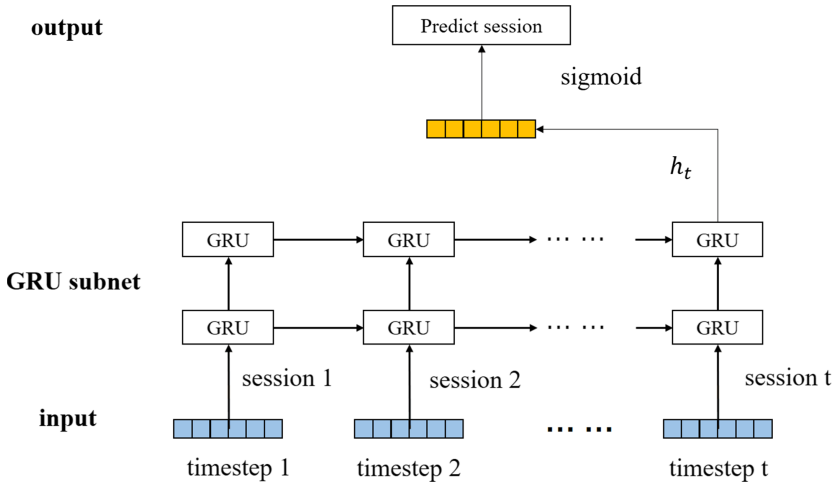 output
Predict session
sigmoid
h_t
GRU GRU ... ... GRU
GRU subnet
GRU GRU ... ... GRU
session 1 session 2 session t
input
... ...
timestep 1 timestep 2 timestep t